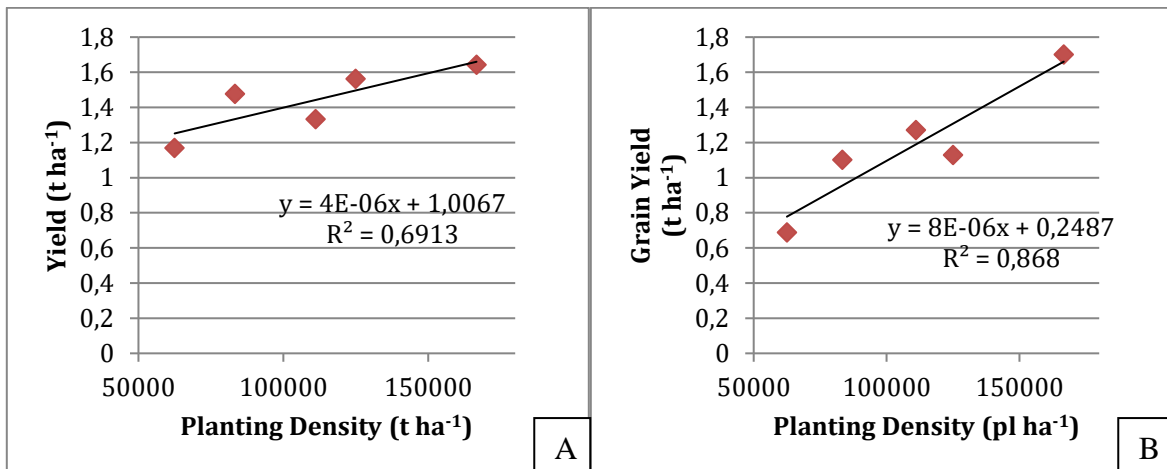 1,8
1,6
1,4
1,2
1
0,8
0,6
0,4
0,2
0
Yield (t ha⁻¹)
y = 4E-06x + 1,0067
R² = 0,6913
50000 100000 150000
Planting Density (t ha⁻¹)
A
1,8
1,6
1,4
1,2
1
0,8
0,6
0,4
0,2
0
Grain Yield
(t ha⁻¹)
y = 8E-06x + 0,2487
R² = 0,868
50000 100000 150000
Planting Density (pl ha⁻¹)
B